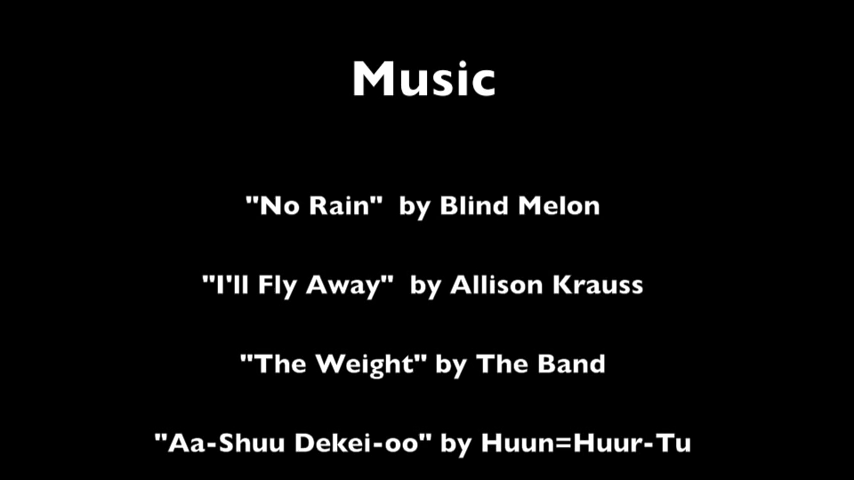 Music
"No Rain"  by Blind Melon
"I'll Fly Away"  by Allison Krauss
"The Weight" by The Band
"Aa-Shuu Dekei-oo" by Huun=Huur-Tu